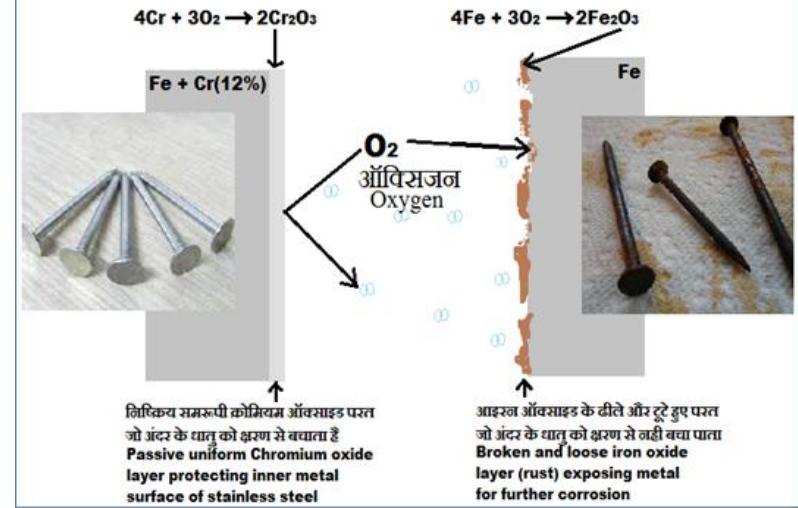 4Cr + 3O₂ → 2Cr₂O₃
4Fe + 3O₂ → 2Fe₂O₃
Fe + Cr(12%)
Fe
O₂
ऑक्सिजन
Oxygen
निष्क्रिय समरूपी क्रोमियम ऑक्साइड परत
जो अंदर के धातु को क्षरण से बचाता है
Passive uniform Chromium oxide
layer protecting inner metal
surface of stainless steel
आइरन ऑक्साइड के ढीले और टूटे हुए परत
जो अंदर के धातु को क्षरण से नही बचा पाता
Broken and loose iron oxide
layer (rust) exposing metal
for further corrosion